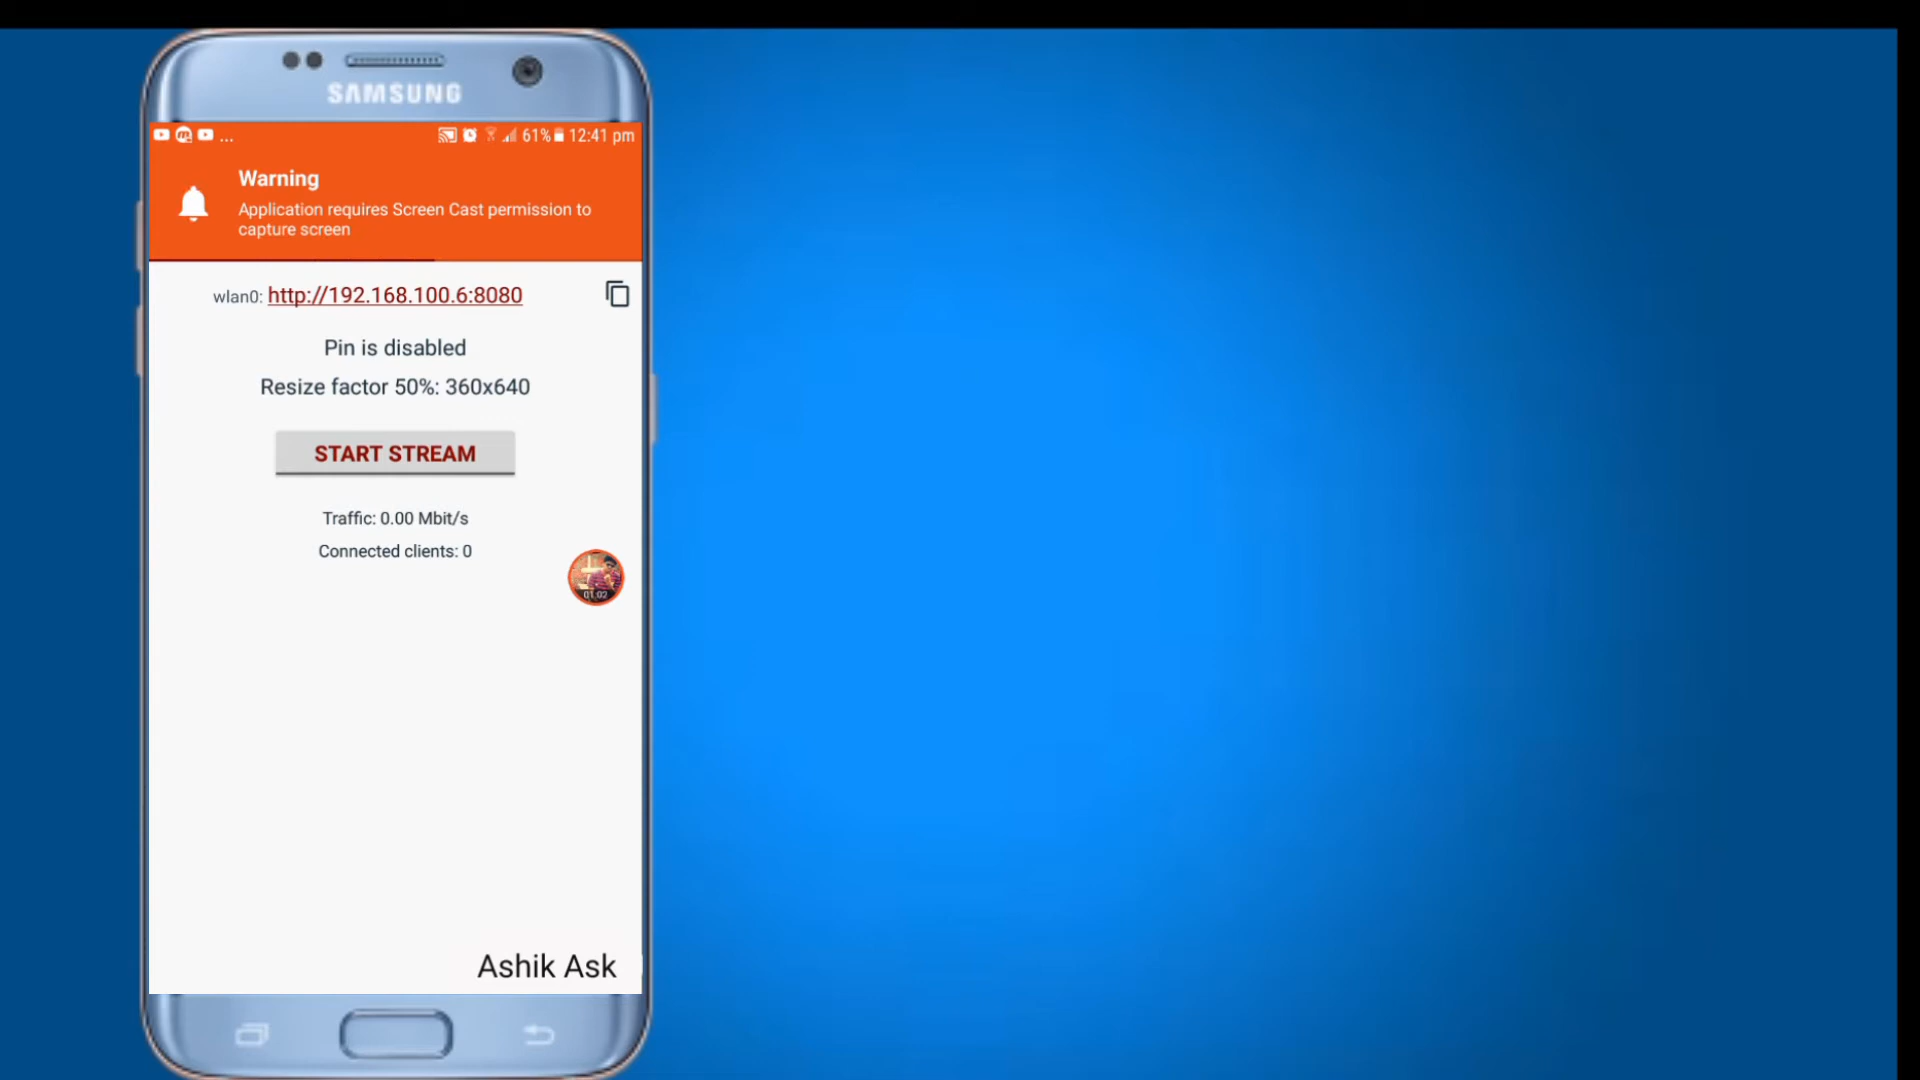 SAMSUNG
... 61% 12:41 pm
Warning
Application requires Screen Cast permission to
capture screen
wlan0: http://192.168.100.6:8080
Pin is disabled
Resize factor 50%: 360x640
START STREAM
Traffic: 0.00 Mbit/s
Connected clients: 0
01:02
Ashik Ask